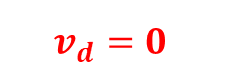 v_d = 0